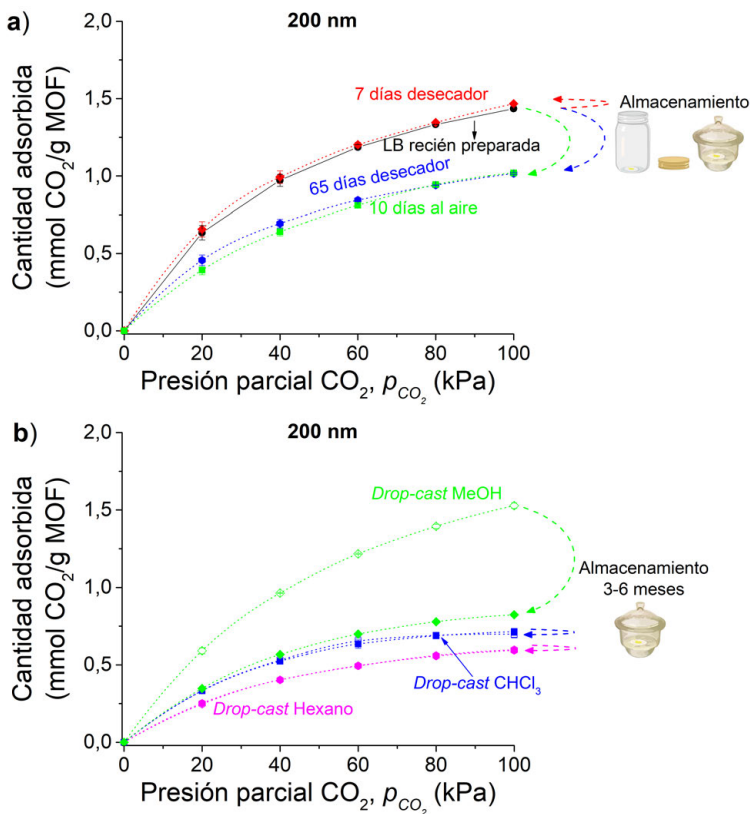 a)
200 nm
2,0
1,5
1,0
0,5
0,0
Cantidad adsorbida
(mmol CO₂/g MOF)
7 días desecador
LB recién preparada
65 días desecador
10 días al aire
Almacenamiento
0 20 40 60 80 100
Presión parcial CO₂, p_CO₂ (kPa)
b)
200 nm
2,0
1,5
1,0
0,5
0,0
Cantidad adsorbida
(mmol CO₂/g MOF)
Drop-cast MeOH
Almacenamiento
3-6 meses
Drop-cast CHCl₃
Drop-cast Hexano
0 20 40 60 80 100
Presión parcial CO₂, p_CO₂ (kPa)